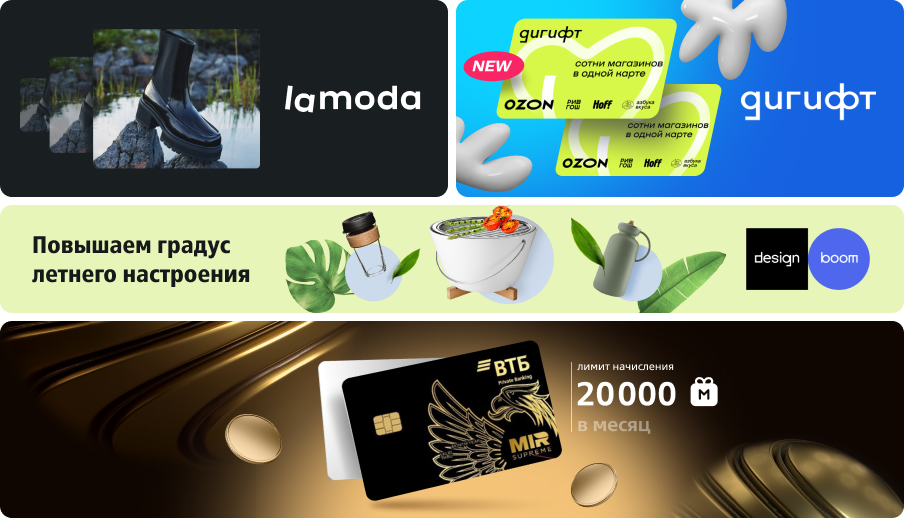 lamoda
NEW
дигифт
сотни магазинов
в одной карте
OZON
РИВ
ГОШ
Hoff
азбука
вкуса
сотни магазинов
в одной карте
OZON
РИВ
ГОШ
Hoff
азбука
вкуса
дигифт
Повышаем градус
летнего настроения
design
boom
ВТБ
Private Banking
MIR
SUPREME
лимит начисления
20 000 М
в месяц